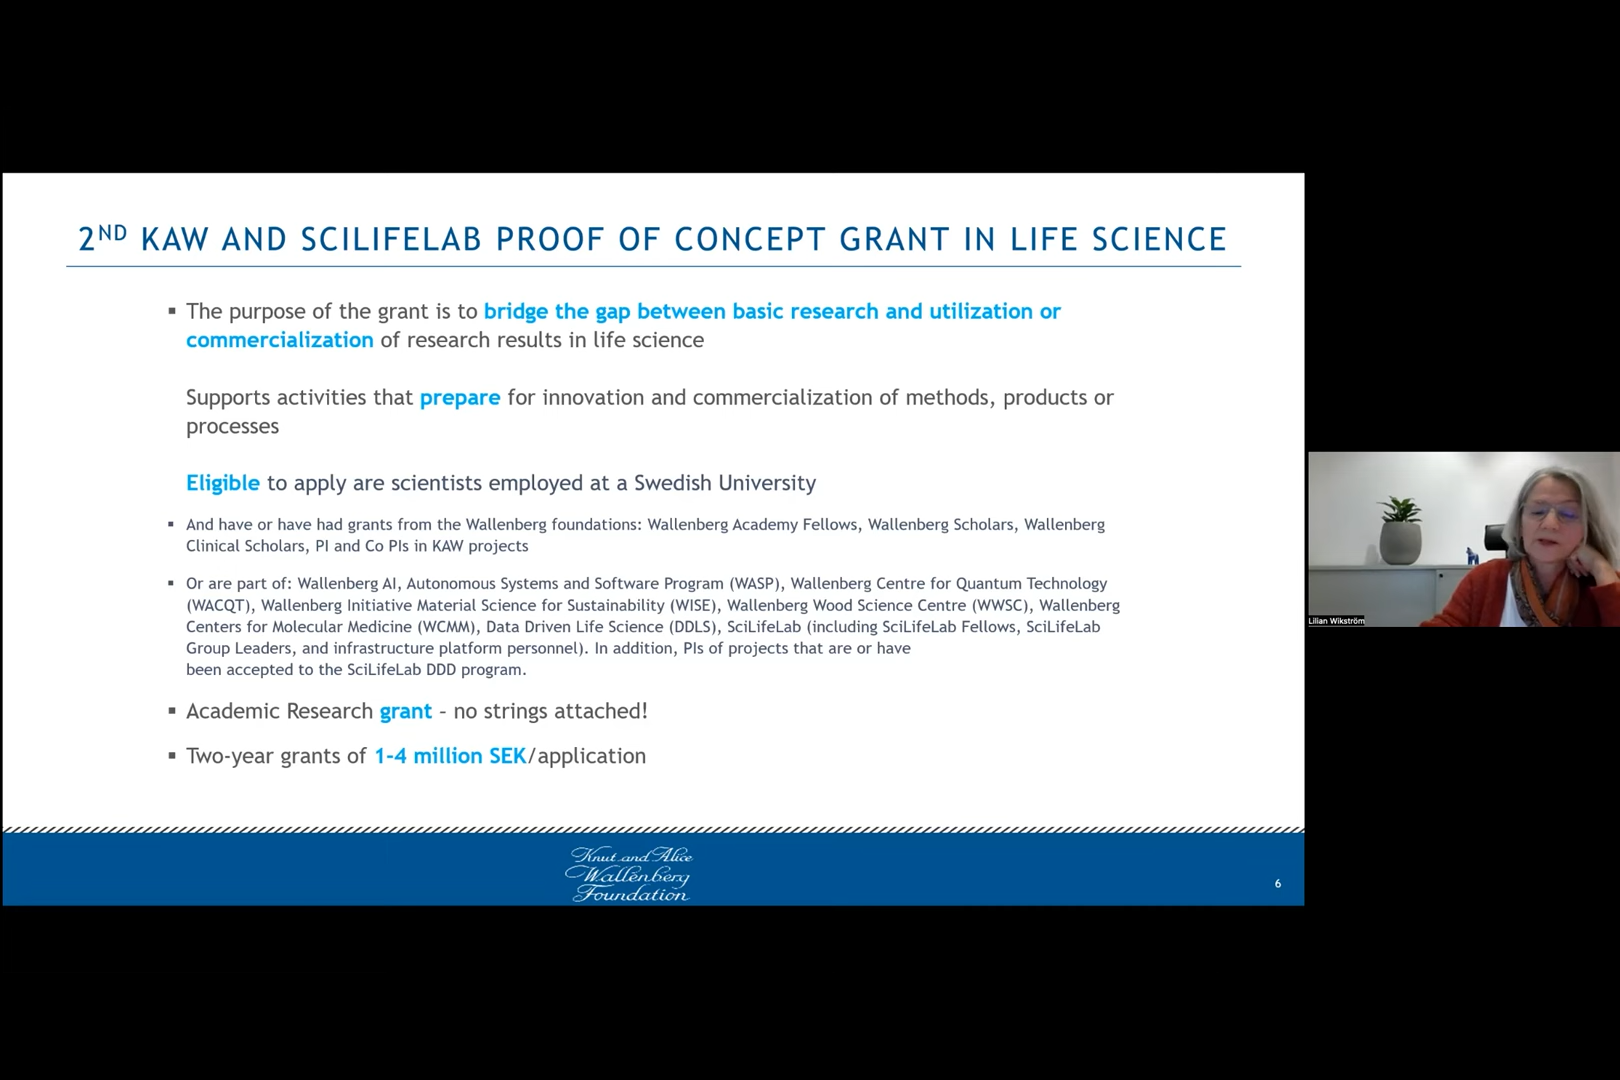 2ND KAW AND SCILIFELAB PROOF OF CONCEPT GRANT IN LIFE SCIENCE
▪ The purpose of the grant is to bridge the gap between basic research and utilization or
commercialization of research results in life science
Supports activities that prepare for innovation and commercialization of methods, products or
processes
Eligible to apply are scientists employed at a Swedish University
▪ And have or have had grants from the Wallenberg foundations: Wallenberg Academy Fellows, Wallenberg Scholars, Wallenberg
Clinical Scholars, PI and Co PIs in KAW projects
▪ Or are part of: Wallenberg AI, Autonomous Systems and Software Program (WASP), Wallenberg Centre for Quantum Technology
(WACQT), Wallenberg Initiative Material Science for Sustainability (WISE), Wallenberg Wood Science Centre (WWSC), Wallenberg
Centers for Molecular Medicine (WCMM), Data Driven Life Science (DDLS), SciLifeLab (including SciLifeLab Fellows, SciLifeLab
Group Leaders, and infrastructure platform personnel). In addition, PIs of projects that are or have
been accepted to the SciLifeLab DDD program.
▪ Academic Research grant – no strings attached!
▪ Two-year grants of 1-4 million SEK/application
Knut and Alice
Wallenberg
Foundation
6
Lilian Wikström